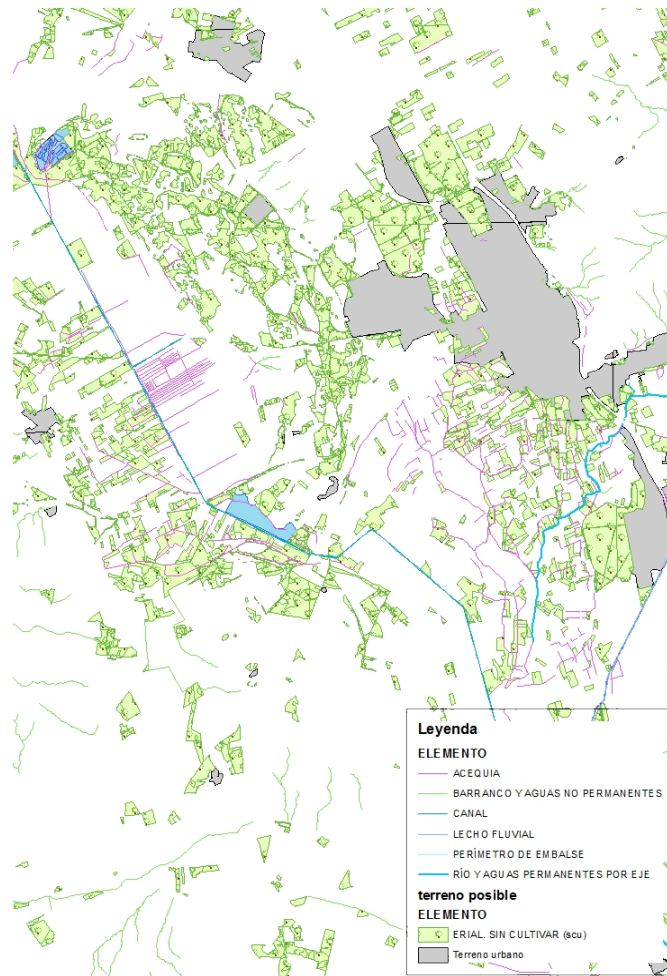 Leyenda
ELEMENTO
ACEQUIA
BARRANCO Y AGUAS NO PERMANENTES
CANAL
LECHO FLUVIAL
PERÍMETRO DE EMBALSE
RÍO Y AGUAS PERMANENTES POR EJE
terreno posible
ELEMENTO
ERIAL. SIN CULTIVAR (scu)
Terreno urbano